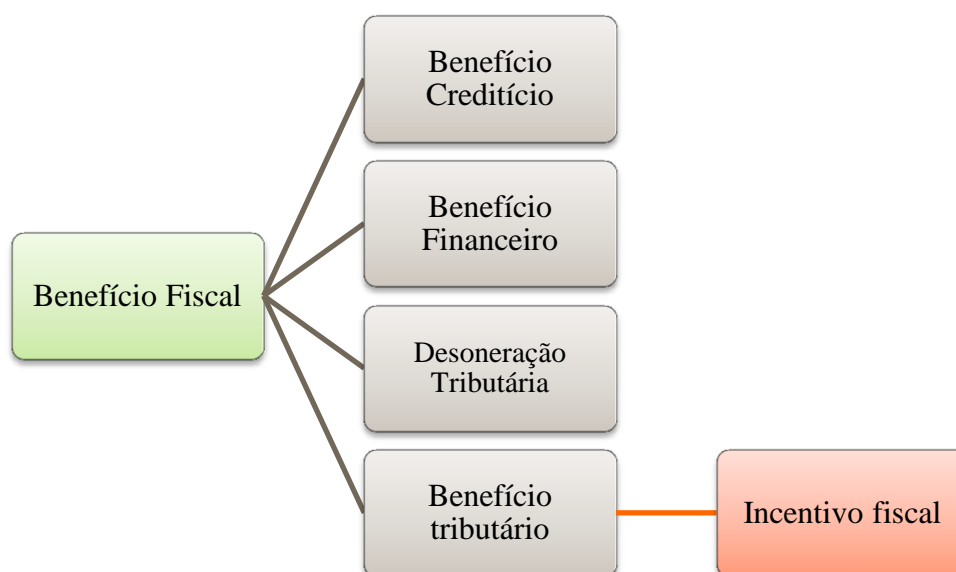 Benefício
Creditício
Benefício
Financeiro
Benefício Fiscal
Desoneração
Tributária
Benefício
tributário
Incentivo fiscal